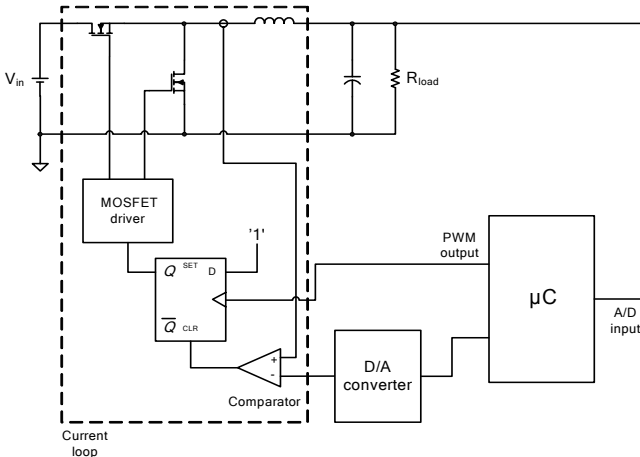 V_in
R_load
MOSFET
driver
'1'
Q
SET
D
Q̅
CLR
PWM
output
µC
A/D
input
+
-
Comparator
D/A
converter
Current
loop